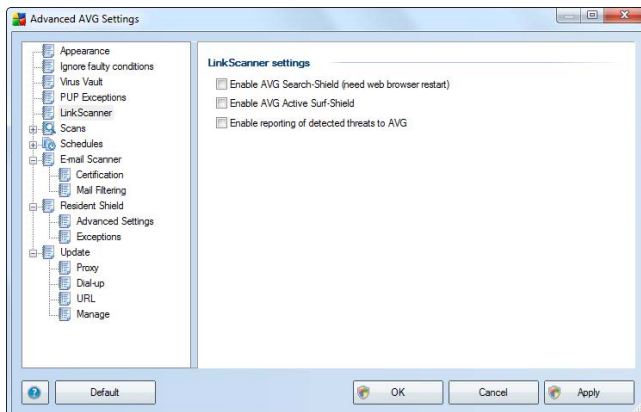 Advanced AVG Settings
Appearance
Ignore faulty conditions
Virus Vault
PUP Exceptions
LinkScanner
Scans
Schedules
E-mail Scanner
Certification
Mail Filtering
Resident Shield
Advanced Settings
Exceptions
Update
Proxy
Dial-up
URL
Manage
LinkScanner settings
Enable AVG Search-Shield (need web browser restart)
Enable AVG Active Surf-Shield
Enable reporting of detected threats to AVG
? Default OK Cancel Apply